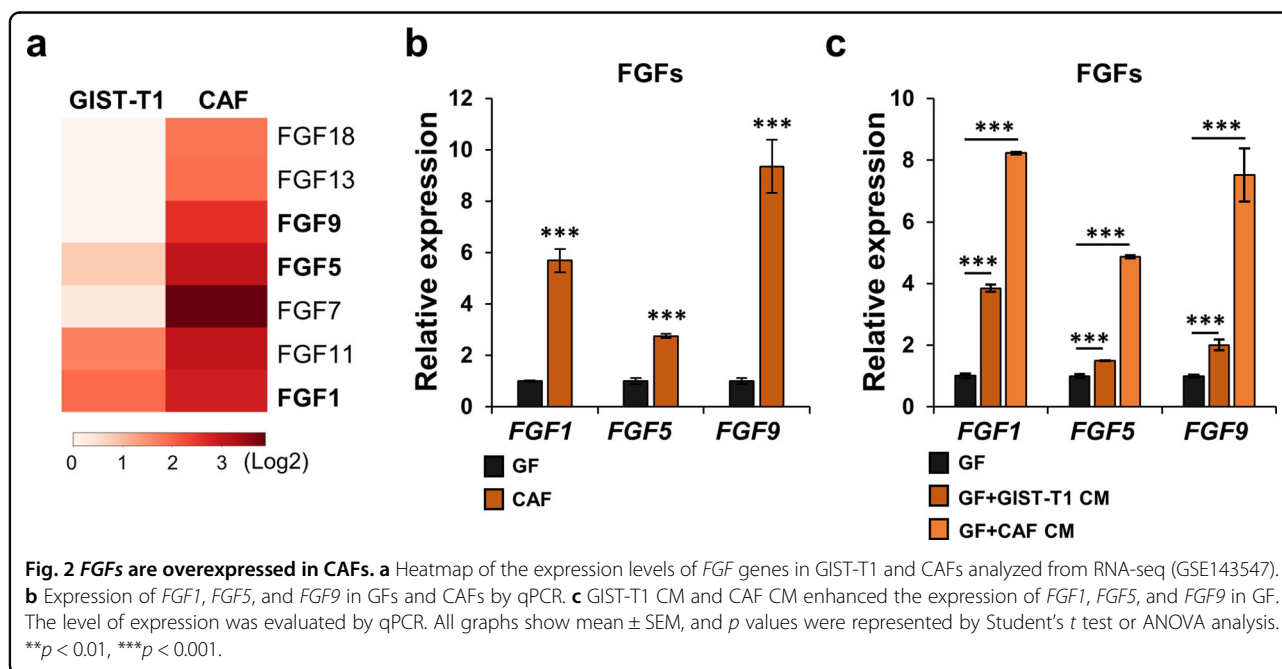 a
GIST-T1 CAF
FGF18
FGF13
FGF9
FGF5
FGF7
FGF11
FGF1
0 1 2 3 (Log2)
b
FGFs
Relative expression
12
10
8
6
4
2
0
***
***
***
FGF1 FGF5 FGF9
GF
CAF
c
FGFs
Relative expression
10
8
6
4
2
0
***
***
***
***
***
***
FGF1 FGF5 FGF9
GF
GF+GIST-T1 CM
GF+CAF CM
Fig. 2 FGFs are overexpressed in CAFs. a Heatmap of the expression levels of FGF genes in GIST-T1 and CAFs analyzed from RNA-seq (GSE143547).
b Expression of FGF1, FGF5, and FGF9 in GFs and CAFs by qPCR. c GIST-T1 CM and CAF CM enhanced the expression of FGF1, FGF5, and FGF9 in GF.
The level of expression was evaluated by qPCR. All graphs show mean ± SEM, and p values were represented by Student's t test or ANOVA analysis.
**p < 0.01, ***p < 0.001.